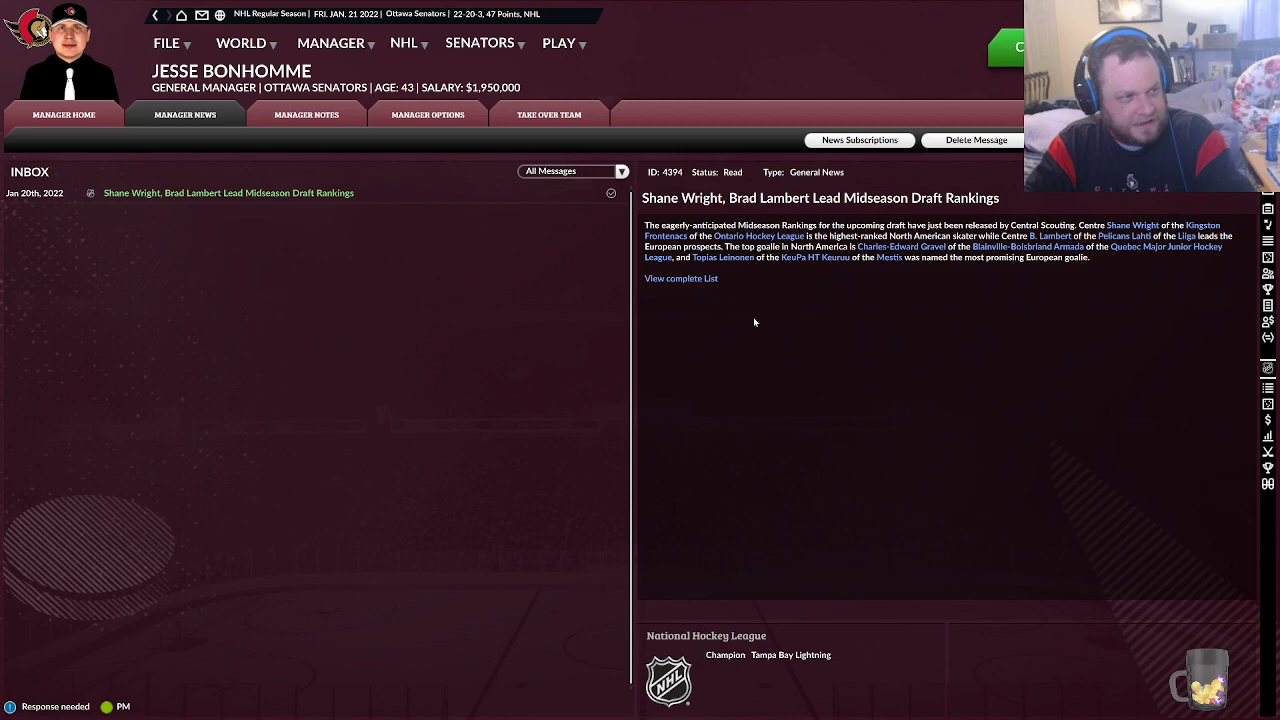 NHL Regular Season | FRI. JAN. 21 2022 | Ottawa Senators | 22-20-3, 47 Points, NHL
FILE WORLD MANAGER NHL SENATORS PLAY
C
JESSE BONHOMME
GENERAL MANAGER | OTTAWA SENATORS | AGE: 43 | SALARY: $1,950,000
MANAGER HOME MANAGER NEWS MANAGER NOTES MANAGER OPTIONS TAKE OVER TEAM
News Subscriptions Delete Message
INBOX All Messages
Jan 20th, 2022 Shane Wright, Brad Lambert Lead Midseason Draft Rankings
ID: 4394 Status: Read Type: General News
Shane Wright, Brad Lambert Lead Midseason Draft Rankings
The eagerly-anticipated Midseason Rankings for the upcoming draft have just been released by Central Scouting. Centre Shane Wright of the Kingston
Frontenacs of the Ontario Hockey League is the highest-ranked North American skater while Centre B. Lambert of the Pelicans Lahti of the Liiga leads the
European prospects. The top goalie in North America is Charles-Edward Gravel of the Blainville-Boisbriand Armada of the Quebec Major Junior Hockey
League, and Topias Leinonen of the KeuPa HT Keuruu of the Mestis was named the most promising European goalie.
View complete List
National Hockey League
Champion Tampa Bay Lightning
NHL
Response needed PM